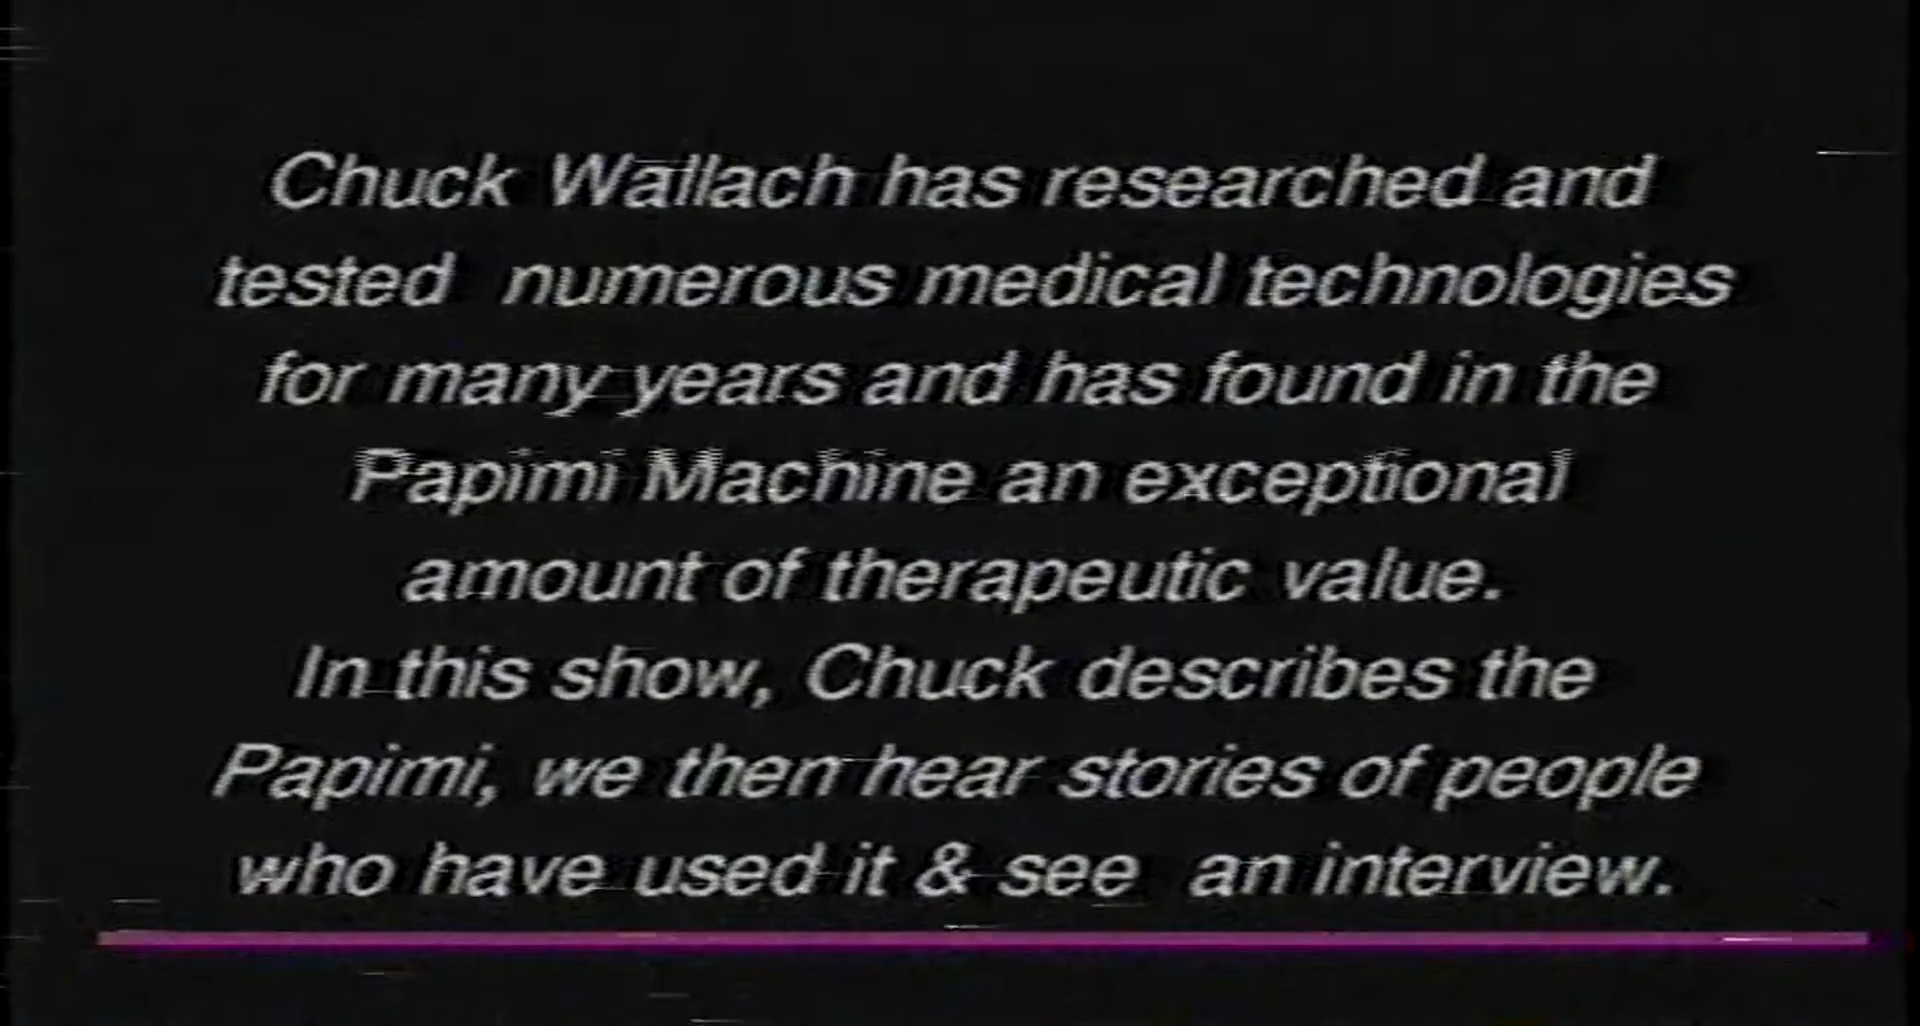 Chuck Wallach has researched and
tested numerous medical technologies
for many years and has found in the
Papimi Machine an exceptional
amount of therapeutic value.
In this show, Chuck describes the
Papimi, we then hear stories of people
who have used it & see an interview.